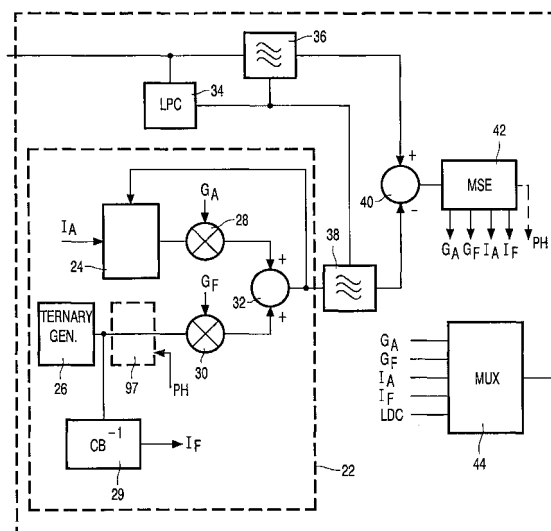 36
LPC
34
42
MSE
+
40
-
G_A
G_F
I_A
I_F
PH
G_A
28
I_A
24
+
32
+
38
G_F
TERNARY
GEN.
26
97
PH
30
CB^-1
I_F
29
22
G_A
G_F
I_A
I_F
LDC
MUX
44